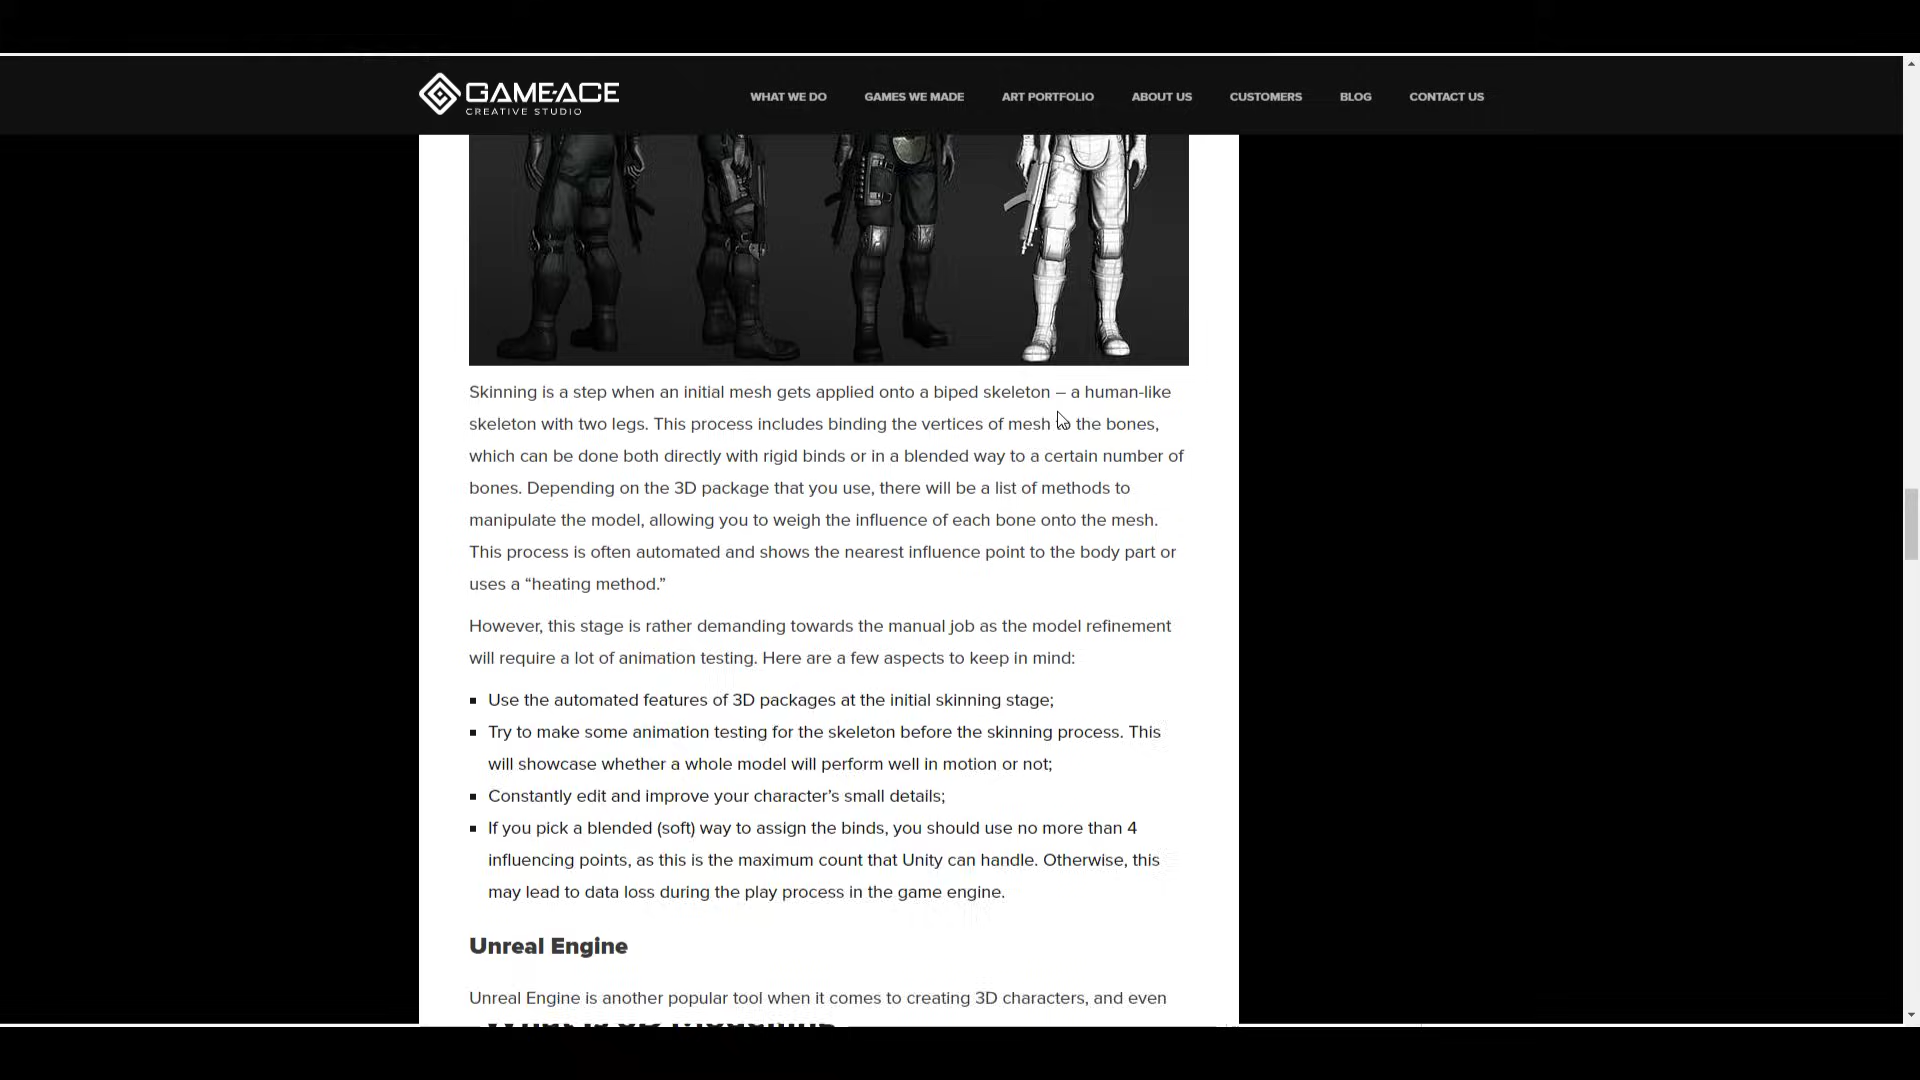 GAME-ACE
CREATIVE STUDIO
WHAT WE DO
GAMES WE MADE
ART PORTFOLIO
ABOUT US
CUSTOMERS
BLOG
CONTACT US
Skinning is a step when an initial mesh gets applied onto a biped skeleton – a human-like
skeleton with two legs. This process includes binding the vertices of mesh to the bones,
which can be done both directly with rigid binds or in a blended way to a certain number of
bones. Depending on the 3D package that you use, there will be a list of methods to
manipulate the model, allowing you to weigh the influence of each bone onto the mesh.
This process is often automated and shows the nearest influence point to the body part or
uses a “heating method.”
However, this stage is rather demanding towards the manual job as the model refinement
will require a lot of animation testing. Here are a few aspects to keep in mind:
Use the automated features of 3D packages at the initial skinning stage;
Try to make some animation testing for the skeleton before the skinning process. This
will showcase whether a whole model will perform well in motion or not;
Constantly edit and improve your character’s small details;
If you pick a blended (soft) way to assign the binds, you should use no more than 4
influencing points, as this is the maximum count that Unity can handle. Otherwise, this
may lead to data loss during the play process in the game engine.
Unreal Engine
Unreal Engine is another popular tool when it comes to creating 3D characters, and even